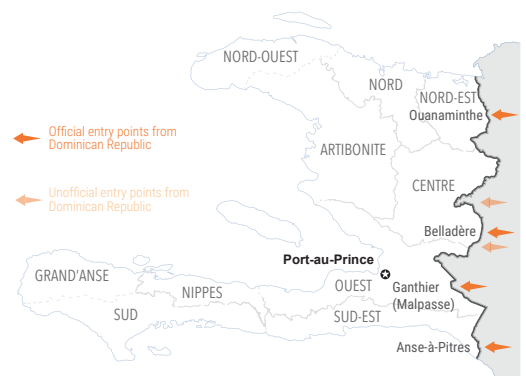 NORD-OUEST
NORD
NORD-EST
Ouanaminthe
Official entry points from
Dominican Republic
ARTIBONITE
CENTRE
Unofficial entry points from
Dominican Republic
Belladère
Port-au-Prince
GRAND'ANSE
NIPPES
OUEST
Ganthier
(Malpasse)
SUD
SUD-EST
Anse-à-Pitres